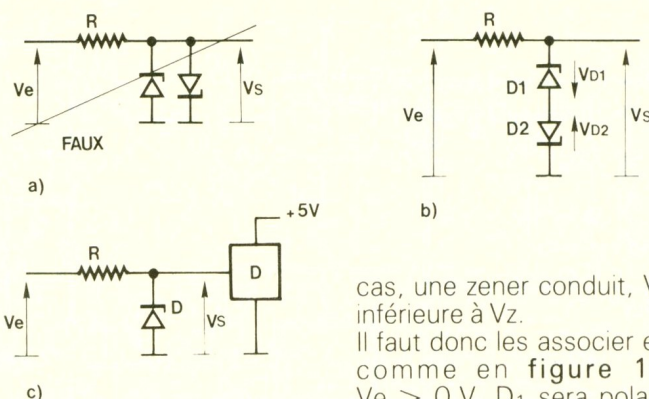 R
Ve
Vs
FAUX
a)
R
Ve
D1
VD1
D2
VD2
Vs
b)
R
Ve
D
Vs
D
+5V
c)
cas, une zener conduit, V
inférieure à Vz.
Il faut donc les associer e
comme en figure 1
Ve > 0 V, D1 sera pola